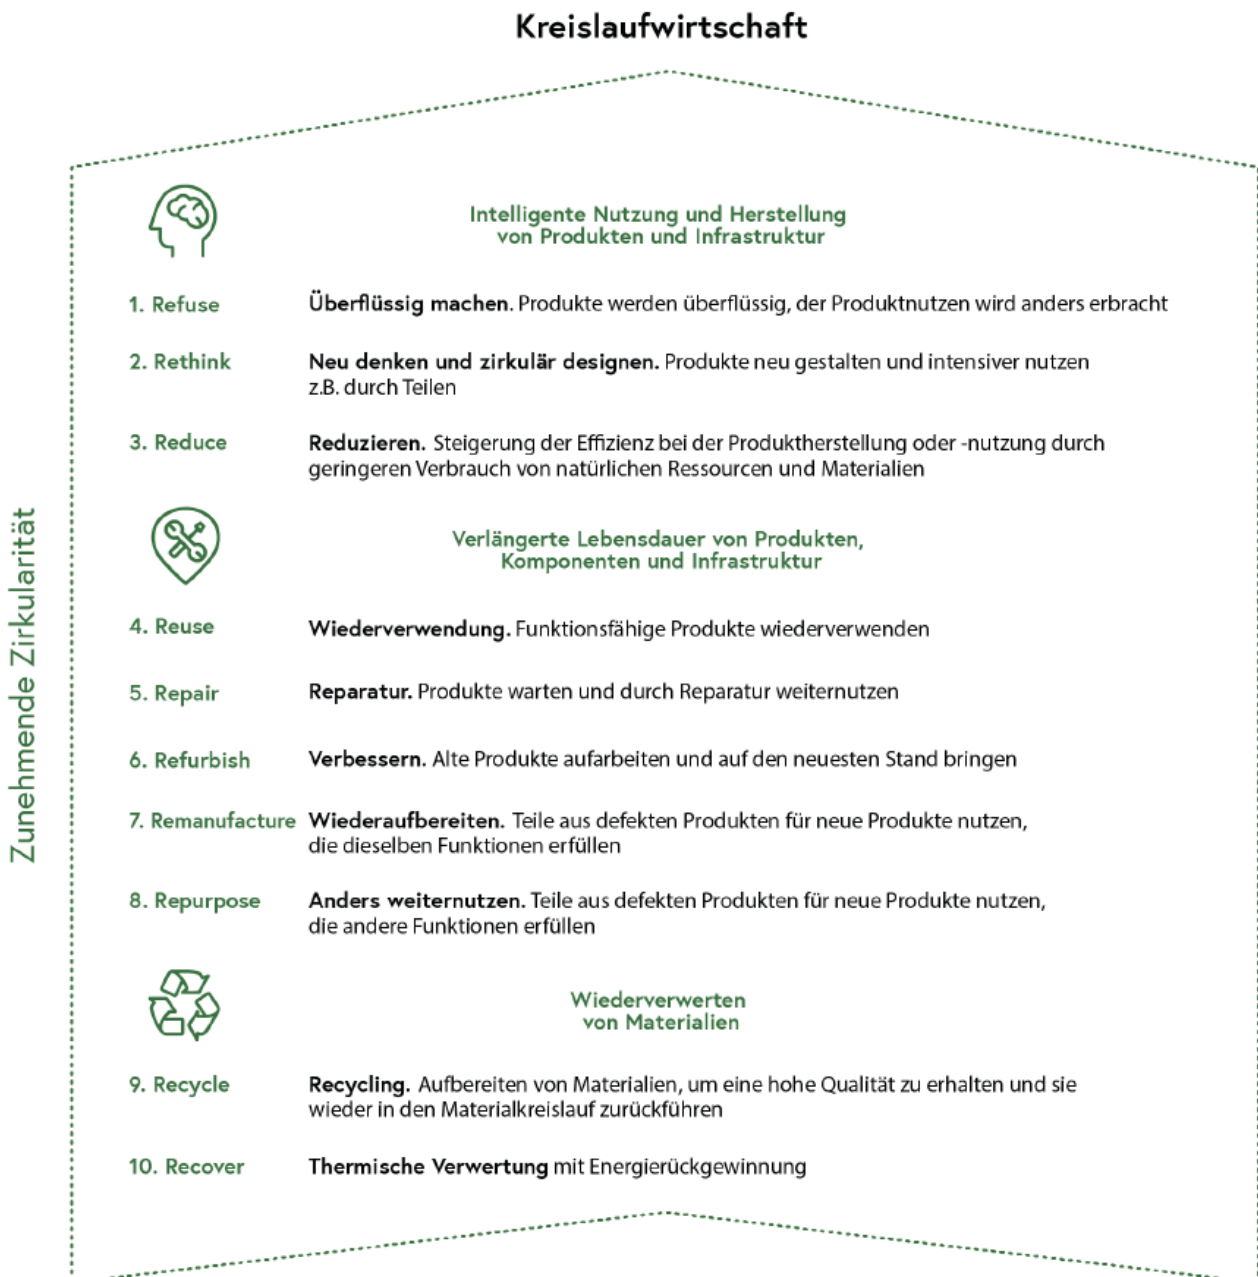 Kreislaufwirtschaft
Zunehmende Zirkularität
Intelligente Nutzung und Herstellung
von Produkten und Infrastruktur
1. Refuse Überflüssig machen. Produkte werden überflüssig, der Produktnutzen wird anders erbracht
2. Rethink Neu denken und zirkulär designen. Produkte neu gestalten und intensiver nutzen
z.B. durch Teilen
3. Reduce Reduzieren. Steigerung der Effizienz bei der Produktherstellung oder -nutzung durch
geringeren Verbrauch von natürlichen Ressourcen und Materialien
Verlängerte Lebensdauer von Produkten,
Komponenten und Infrastruktur
4. Reuse Wiederverwendung. Funktionsfähige Produkte wiederverwenden
5. Repair Reparatur. Produkte warten und durch Reparatur weiternutzen
6. Refurbish Verbessern. Alte Produkte aufarbeiten und auf den neuesten Stand bringen
7. Remanufacture Wiederaufbereiten. Teile aus defekten Produkten für neue Produkte nutzen,
die dieselben Funktionen erfüllen
8. Repurpose Anders weiternutzen. Teile aus defekten Produkten für neue Produkte nutzen,
die andere Funktionen erfüllen
Wiederverwerten
von Materialien
9. Recycle Recycling. Aufbereiten von Materialien, um eine hohe Qualität zu erhalten und sie
wieder in den Materialkreislauf zurückführen
10. Recover Thermische Verwertung mit Energierückgewinnung